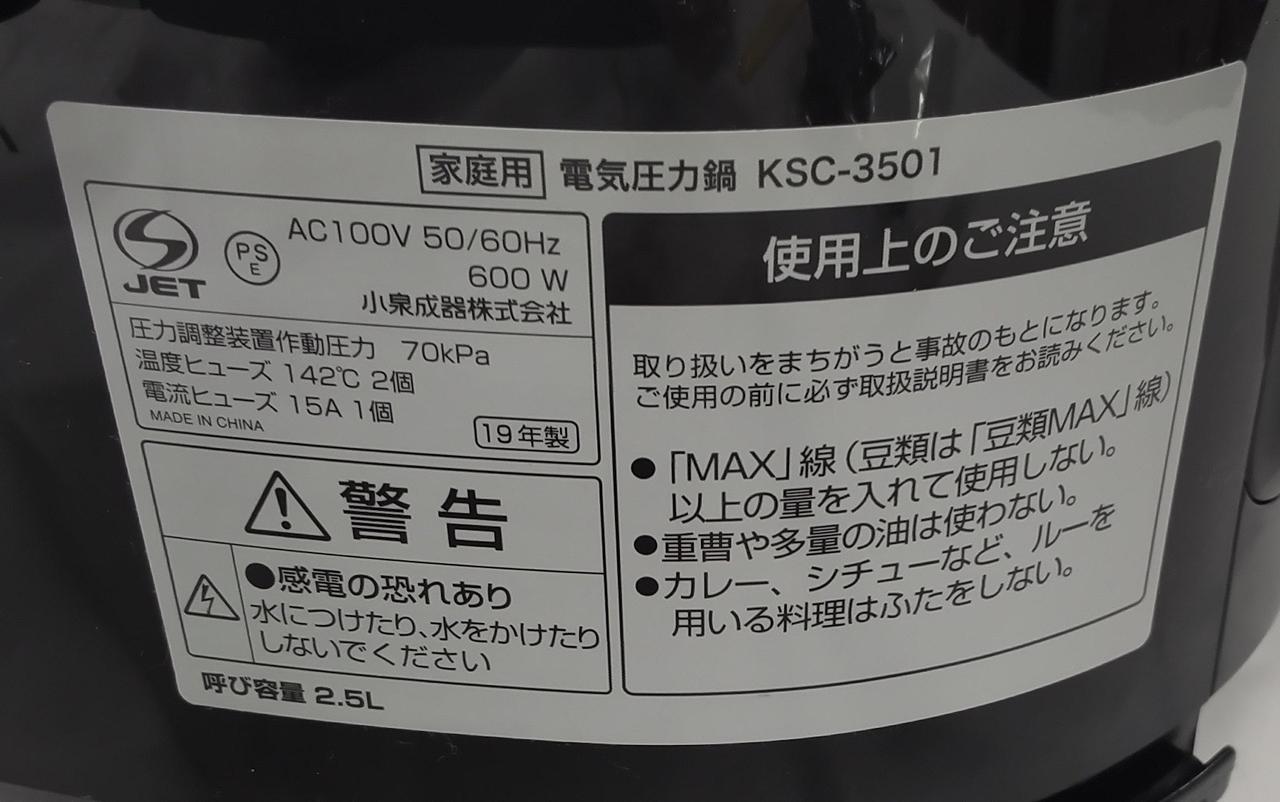 家庭用 電気圧力鍋 KSC-3501
JET
PS
E
AC100V 50/60Hz
600 W
小泉成器株式会社
圧力調整装置作動圧力 70kPa
温度ヒューズ 142℃ 2個
電流ヒューズ 15A 1個
MADE IN CHINA
19年製
警告
●感電の恐れあり
水につけたり、水をかけたり
しないでください
呼び容量 2.5L
使用上のご注意
取り扱いをまちがうと事故のもとになります。
ご使用の前に必ず取扱説明書をお読みください。
●「MAX」線(豆類は「豆類MAX」線)
以上の量を入れて使用しない。
●重曹や多量の油は使わない。
●カレー、シチューなど、ルーを
用いる料理はふたをしない。